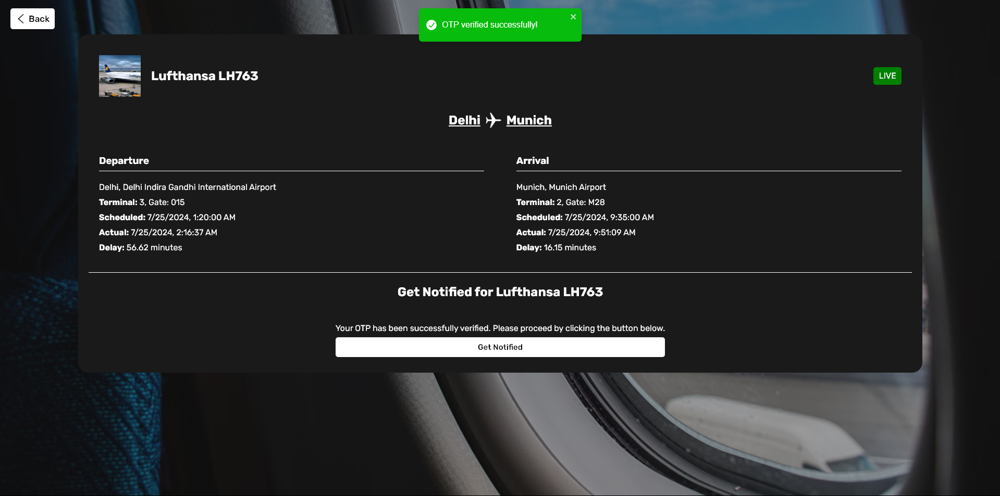 Back
OTP verified successfully!
Lufthansa LH763
LIVE
Delhi Munich
Departure
Delhi, Delhi Indira Gandhi International Airport
Terminal: 3, Gate: 015
Scheduled: 7/25/2024, 1:20:00 AM
Actual: 7/25/2024, 2:16:37 AM
Delay: 56.62 minutes
Arrival
Munich, Munich Airport
Terminal: 2, Gate: M28
Scheduled: 7/25/2024, 9:35:00 AM
Actual: 7/25/2024, 9:51:09 AM
Delay: 16.15 minutes
Get Notified for Lufthansa LH763
Your OTP has been successfully verified. Please proceed by clicking the button below.
Get Notified